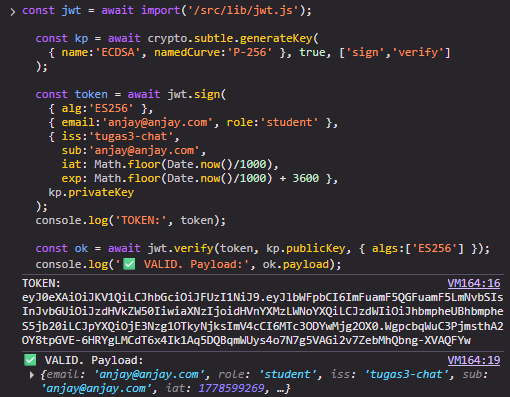 const jwt = await import('/src/lib/jwt.js');
const kp = await crypto.subtle.generateKey(
{ name:'ECDSA', namedCurve:'P-256' }, true, ['sign','verify']
);
const token = await jwt.sign(
{ alg:'ES256' },
{ email:'anjay@anjay.com', role:'student' },
{ iss:'tugas3-chat',
sub:'anjay@anjay.com',
iat: Math.floor(Date.now()/1000),
exp: Math.floor(Date.now()/1000) + 3600 },
kp.privateKey
);
console.log('TOKEN:', token);
const ok = await jwt.verify(token, kp.publicKey, { algs:['ES256'] });
console.log('✅ VALID. Payload:', ok.payload);
TOKEN: VM164:16
eyJ0eXAiOiJKV1QiLCJhbGciOiJFUzI1NiJ9.eyJlbWFpbCI6ImFuamF5QGFuamF5LmNvbSIs
InJvbGUiOiJzdHVkZW50IiwiaXNzIjoidHVnYXMzLWNoYXQiLCJzdWIiOiJhbmpheUBhbmphe
S5jb20iLCJpYXQiOjE3Nzg1OTkyNjksImV4cCI6MTc3ODYwMjg2OX0.WgpcbqWuC3PjmsthA2
OY8tpGVE-6HRYgLMCdT6x4Ik1Aq5DQBqmWUys4o7N7g5VAGi2v7ZebMhQbng-XVAQFYw
✅ VALID. Payload: VM164:19
{email: 'anjay@anjay.com', role: 'student', iss: 'tugas3-chat', sub:
'anjay@anjay.com', iat: 1778599269, …}